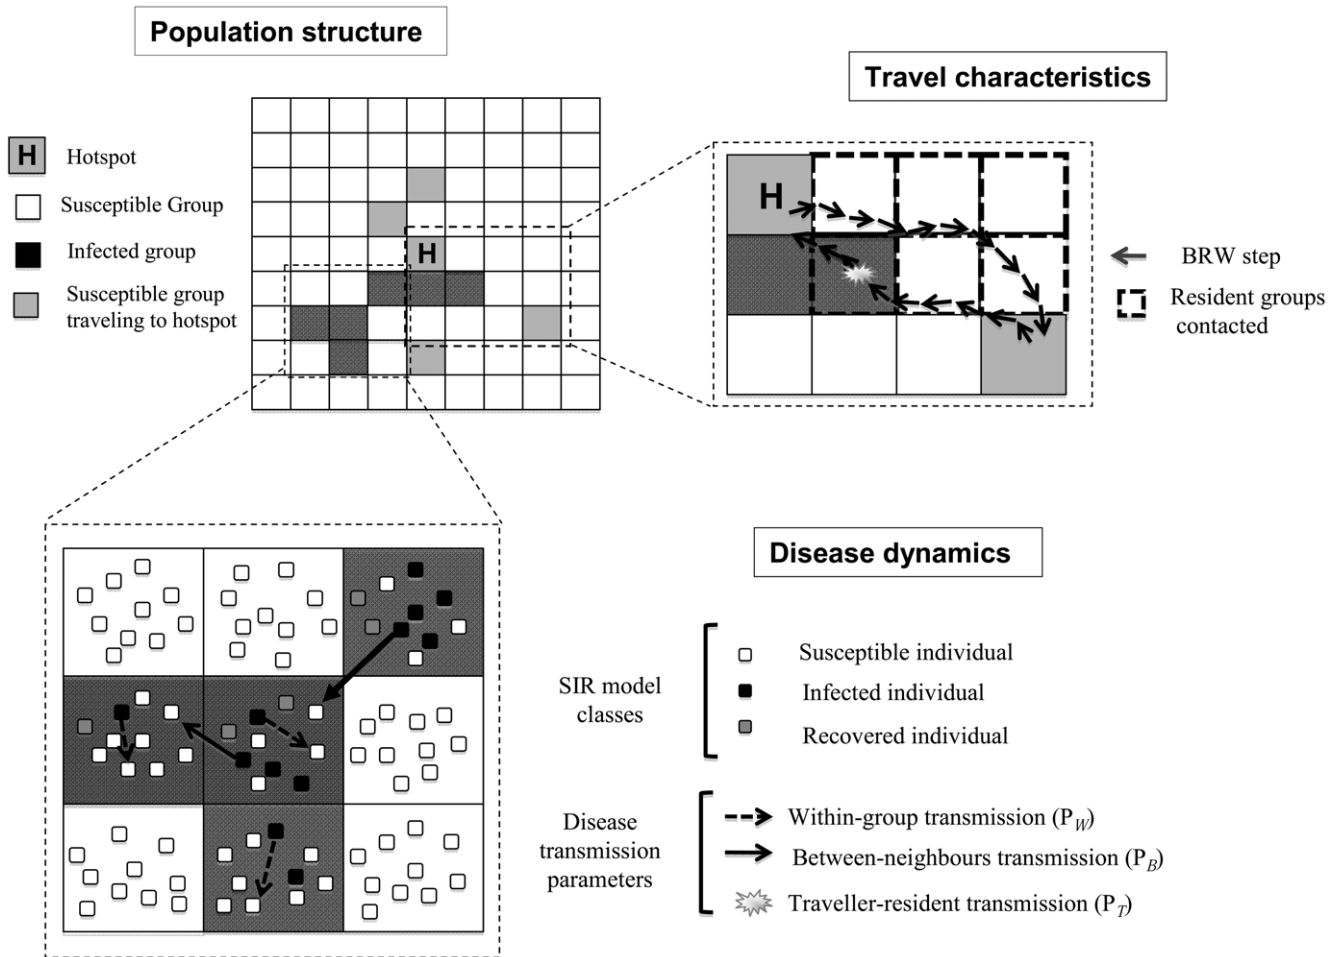 Population structure
Travel characteristics
H
Hotspot
Susceptible Group
Infected group
Susceptible group
traveling to hotspot
H
H
BRW step
Resident groups
contacted
Disease dynamics
SIR model
classes
Susceptible individual
Infected individual
Recovered individual
Disease
transmission
parameters
Within-group transmission (P_W)
Between-neighbours transmission (P_B)
Traveller-resident transmission (P_T)